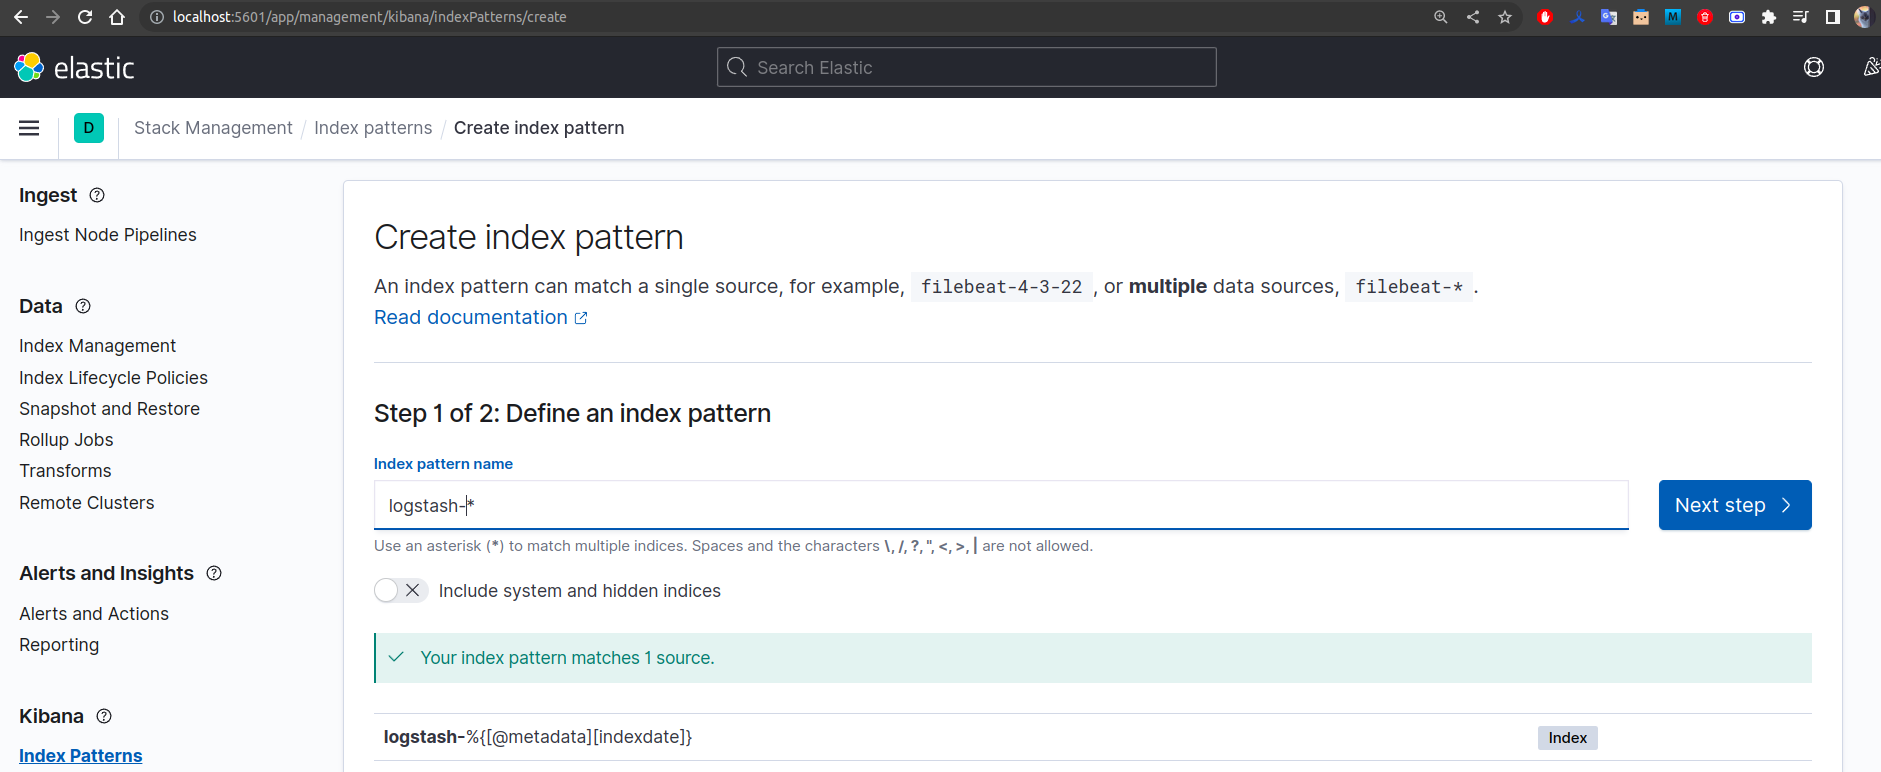 localhost:5601/app/management/kibana/indexPatterns/create
elastic
Search Elastic
D
Stack Management / Index patterns / Create index pattern
Ingest
Ingest Node Pipelines
Data
Index Management
Index Lifecycle Policies
Snapshot and Restore
Rollup Jobs
Transforms
Remote Clusters
Alerts and Insights
Alerts and Actions
Reporting
Kibana
Index Patterns
Create index pattern
An index pattern can match a single source, for example, filebeat-4-3-22 , or multiple data sources, filebeat-* .
Read documentation
Step 1 of 2: Define an index pattern
Index pattern name
logstash-*
Next step
Use an asterisk (*) to match multiple indices. Spaces and the characters \, /, ?, ", <, >, | are not allowed.
Include system and hidden indices
Your index pattern matches 1 source.
logstash-%{[@metadata][indexdate]}
Index